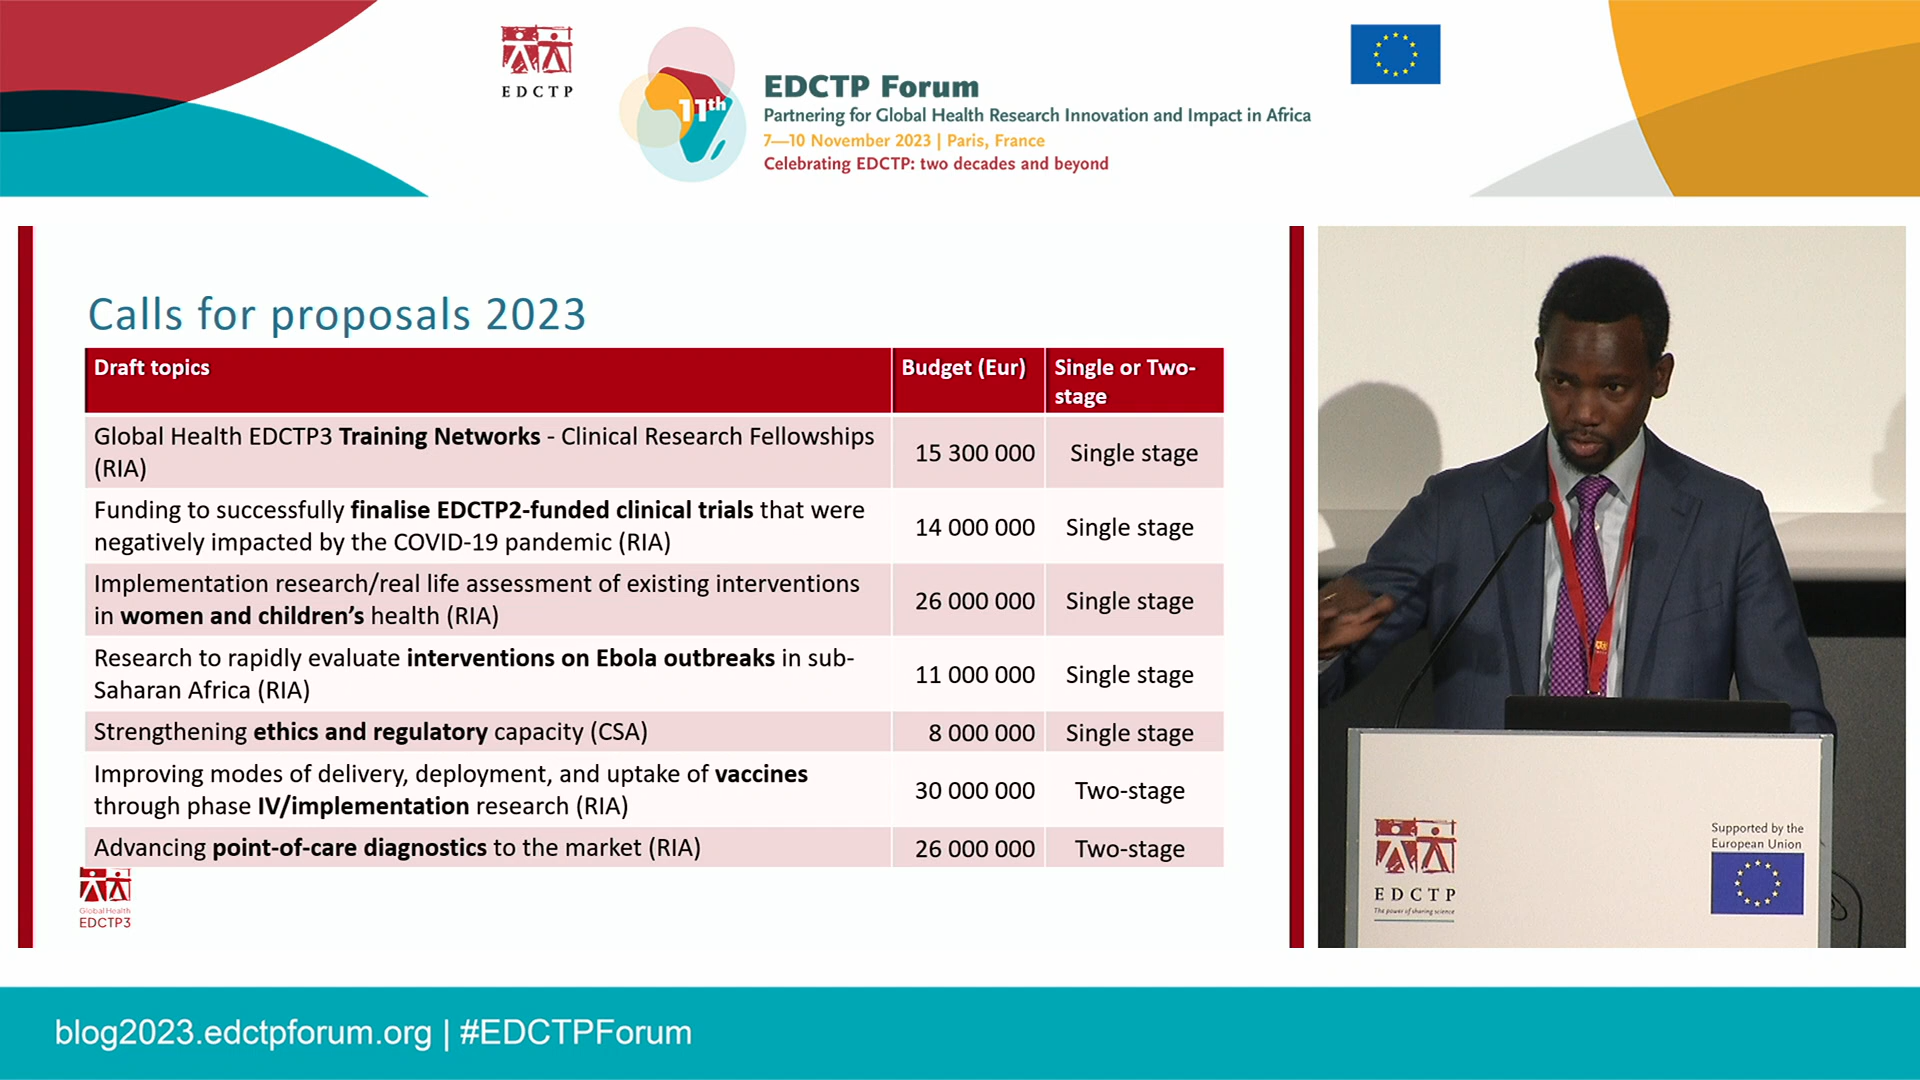 EDCTP
11th
EDCTP Forum
Partnering for Global Health Research Innovation and Impact in Africa
7—10 November 2023 | Paris, France
Celebrating EDCTP: two decades and beyond
Calls for proposals 2023
Draft topics
Budget (Eur)
Single or Two-
stage
Global Health EDCTP3 Training Networks - Clinical Research Fellowships
(RIA)
15 300 000
Single stage
Funding to successfully finalise EDCTP2-funded clinical trials that were
negatively impacted by the COVID-19 pandemic (RIA)
14 000 000
Single stage
Implementation research/real life assessment of existing interventions
in women and children’s health (RIA)
26 000 000
Single stage
Research to rapidly evaluate interventions on Ebola outbreaks in sub-
Saharan Africa (RIA)
11 000 000
Single stage
Strengthening ethics and regulatory capacity (CSA)
8 000 000
Single stage
Improving modes of delivery, deployment, and uptake of vaccines
through phase IV/implementation research (RIA)
30 000 000
Two-stage
Advancing point-of-care diagnostics to the market (RIA)
26 000 000
Two-stage
Global Health
EDCTP3
EDCTP
The power of sharing science
Supported by the
European Union
blog2023.edctpforum.org | #EDCTPForum